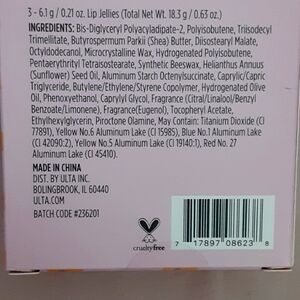 3 - 6.1 g / 0.21 oz. Lip Jellies (Total Net Wt. 18.3 g / 0.63 oz.)
INGREDIENTS: Bis-Diglyceryl Polyacyladipate-2, Polyisobutene, Triisodecyl
Trimellitate, Butyrospermum Parkii (Shea) Butter, Diisostearyl Malate,
Octyldodecanol, Microcrystalline Wax, Hydrogenated Polyisobutene,
Pentaerythrityl Tetraisostearate, Synthetic Beeswax, Helianthus Annuus
(Sunflower) Seed Oil, Aluminum Starch Octenylsuccinate, Caprylic/Capric
Triglyceride, Butylene/Ethylene/Styrene Copolymer, Hydrogenated Olive
Oil, Phenoxyethanol, Caprylyl Glycol, Fragrance (Citral/Linalool/Benzyl
Benzoate/Limonene), Fragrance(Eugenol), Tocopheryl Acetate,
Ethylhexylglycerin, Piroctone Olamine, May Contain: Titanium Dioxide (CI
77891), Yellow No.6 Aluminum Lake (CI 15985), Blue No.1 Aluminum Lake
(CI 42090:2), Yellow No.5 Aluminum Lake (CI 19140:1), Red No. 27
Aluminum Lake (CI 45410).
MADE IN CHINA
DIST. BY ULTA INC.
BOLINGBROOK, IL 60440
ULTA.COM
BATCH CODE #236201
crueltyfree
7 17897 08623 8